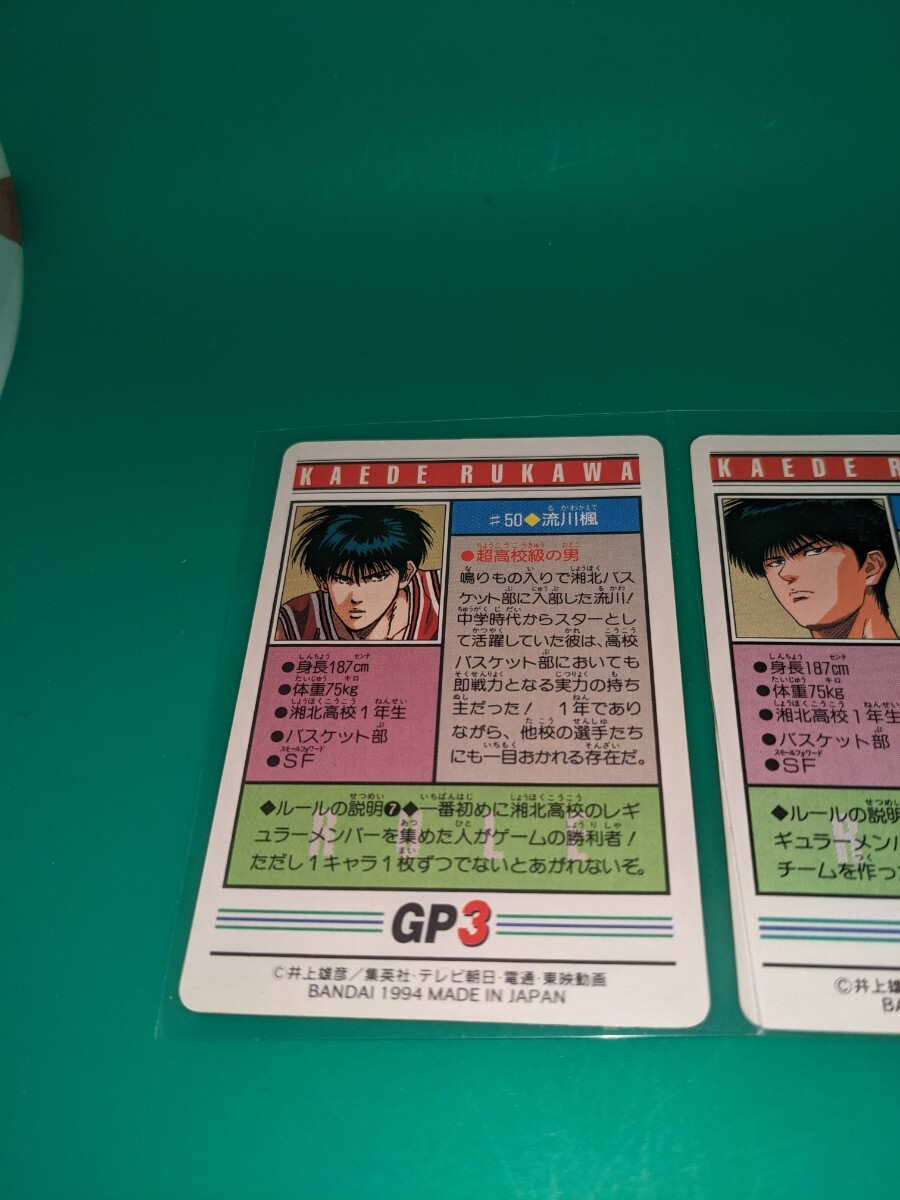 KAEDE RUKAWA
#50◆流川楓
●超高校級の男
鳴りもの入りで湘北バス
ケット部に入部した流川!
中学時代からスターとし
て活躍していた彼は、高校
バスケット部においても
即戦力となる実力の持ち
主だった! 1年であり
ながら、他校の選手たち
にも一目おかれる存在だ。
●身長187cm
●体重75kg
●湘北高校1年生
●バスケット部
●SF
◆ルールの説明❼◆一番初めに湘北高校のレギ
ュラーメンバーを集めた人がゲームの勝利者!
ただし1キャラ1枚ずつでないとあがれないぞ。
GP3
©井上雄彦/集英社・テレビ朝日・電通・東映動画
BANDAI 1994 MADE IN JAPAN
KAEDE R
●身長187cm
●体重75kg
●湘北高校1年生
●バスケット部
●SF
◆ルールの説明
ギュラーメンバ
チームを作っ
©井上雄
BA